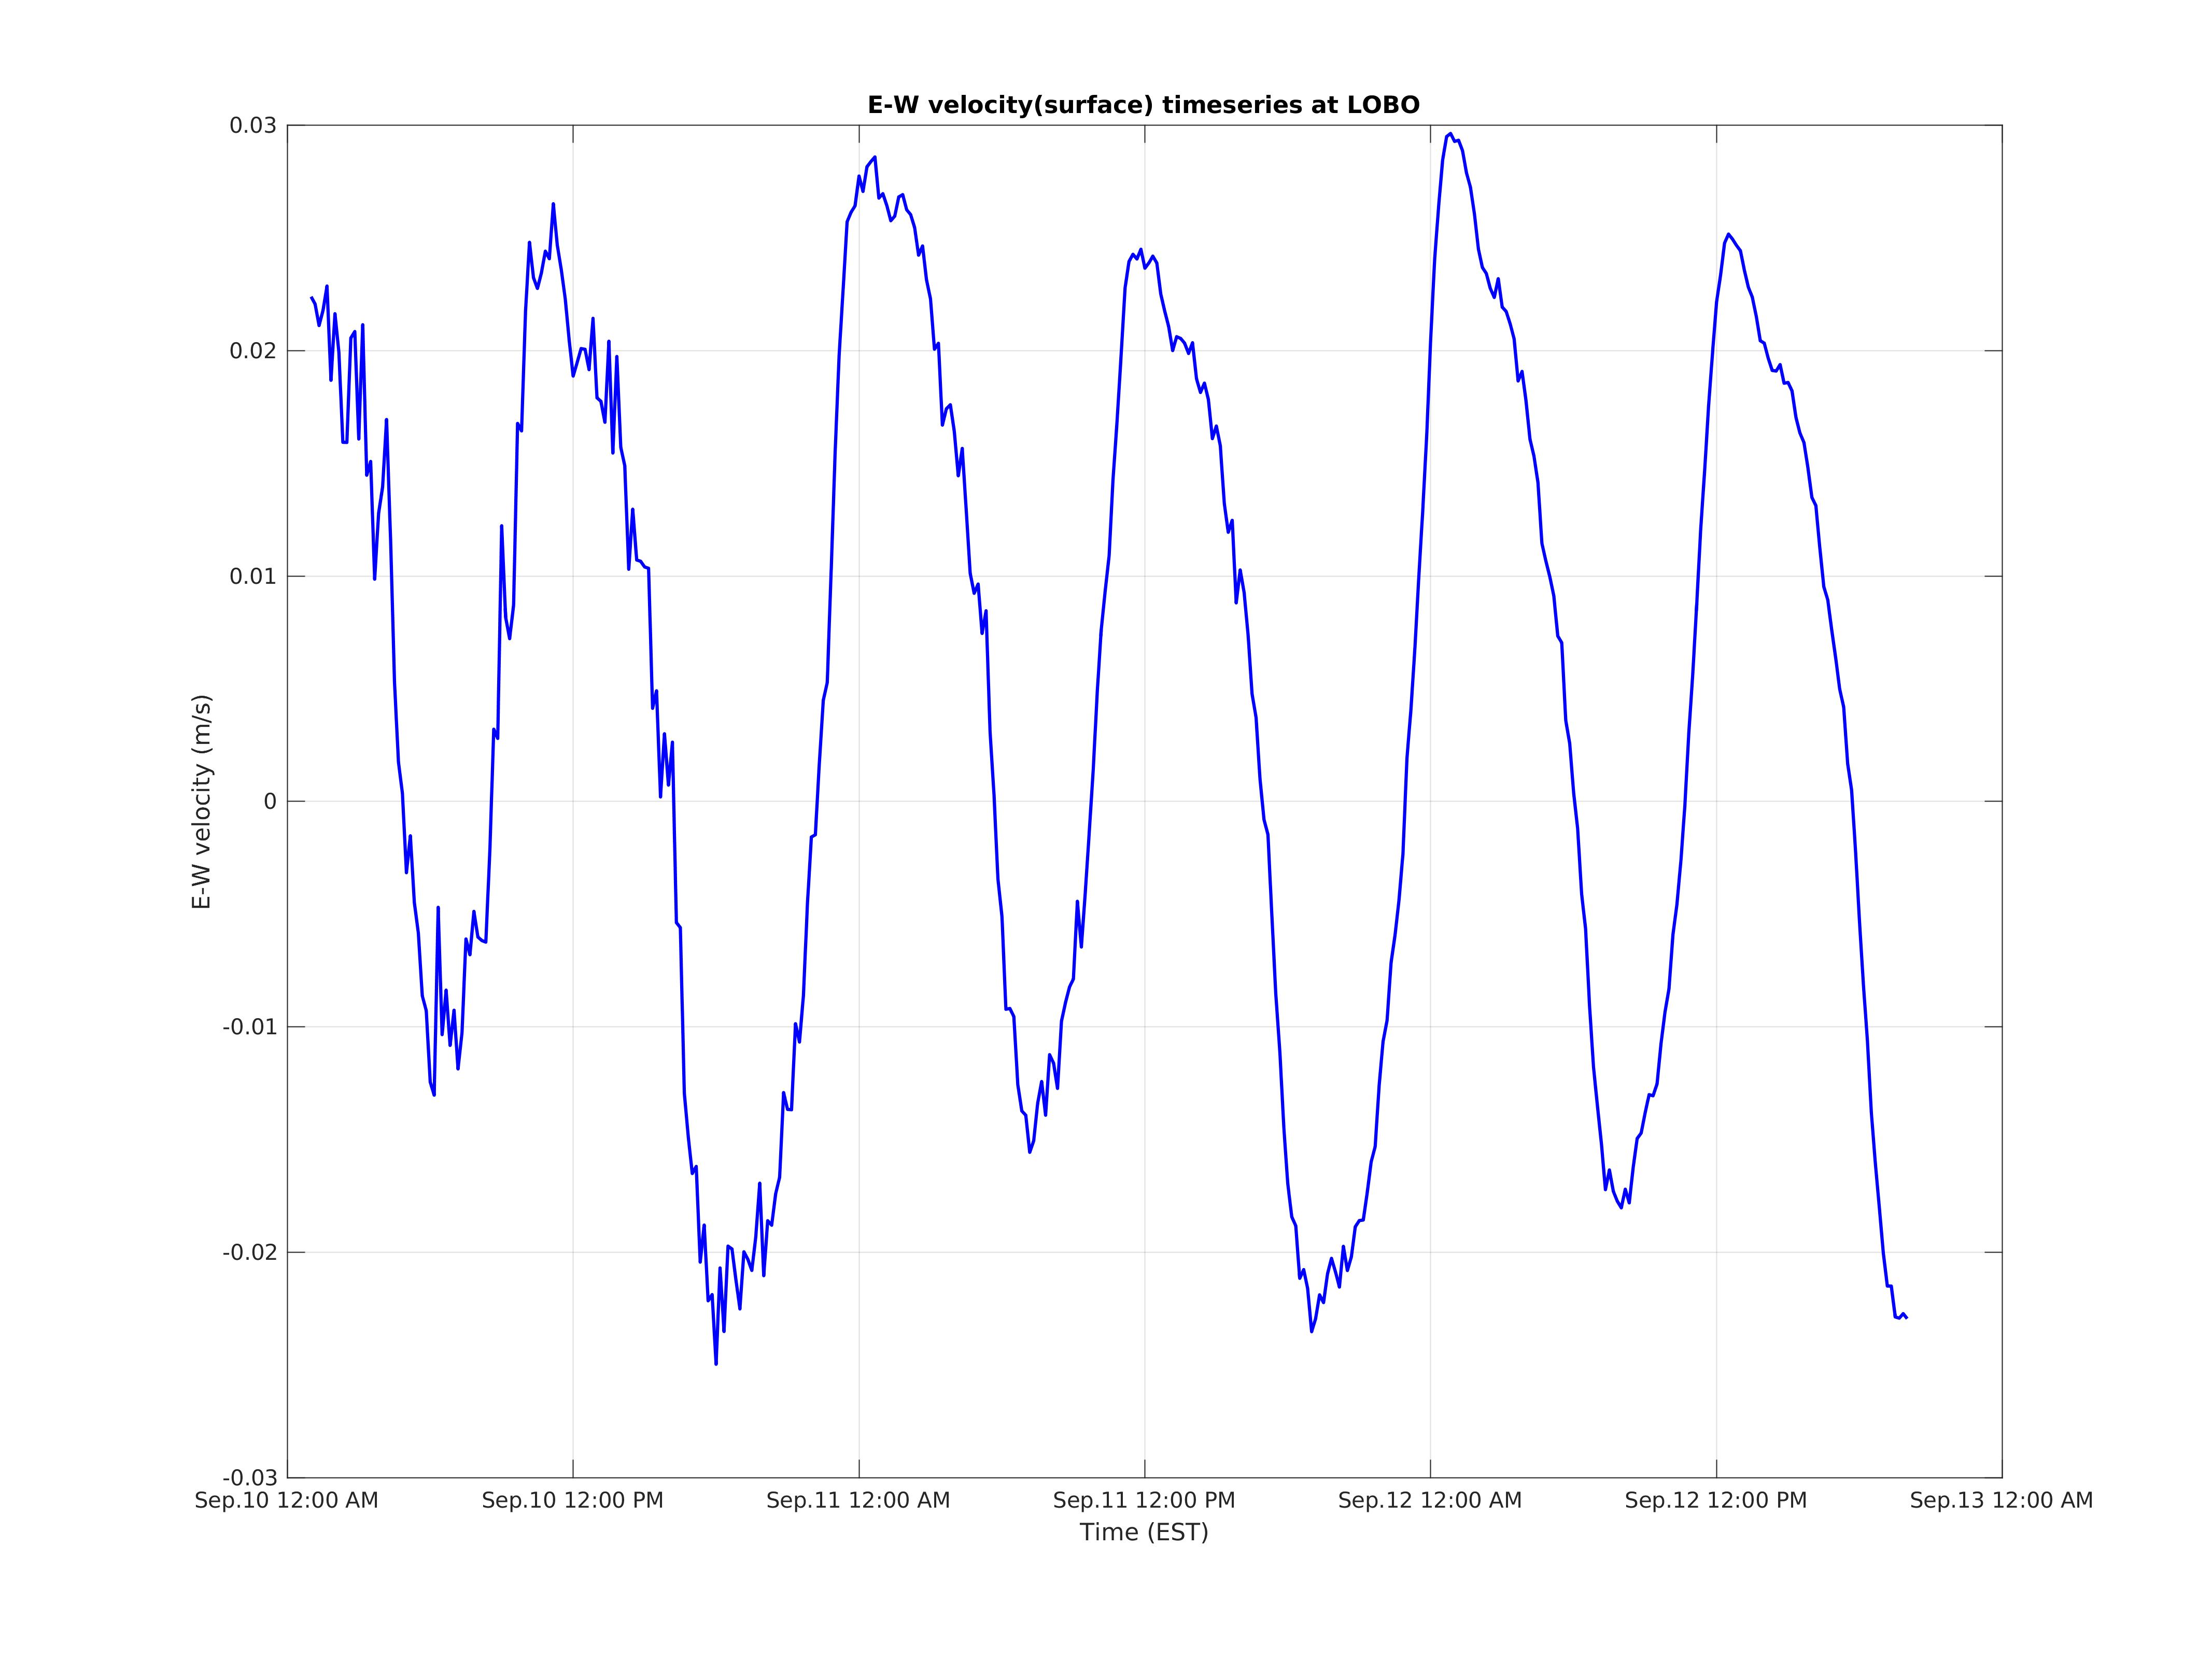 E-W velocity(surface) timeseries at LOBO
0.03
0.02
0.01
0
-0.01
-0.02
-0.03
E-W velocity (m/s)
Sep.10 12:00 AM Sep.10 12:00 PM Sep.11 12:00 AM Sep.11 12:00 PM Sep.12 12:00 AM Sep.12 12:00 PM Sep.13 12:00 AM
Time (EST)